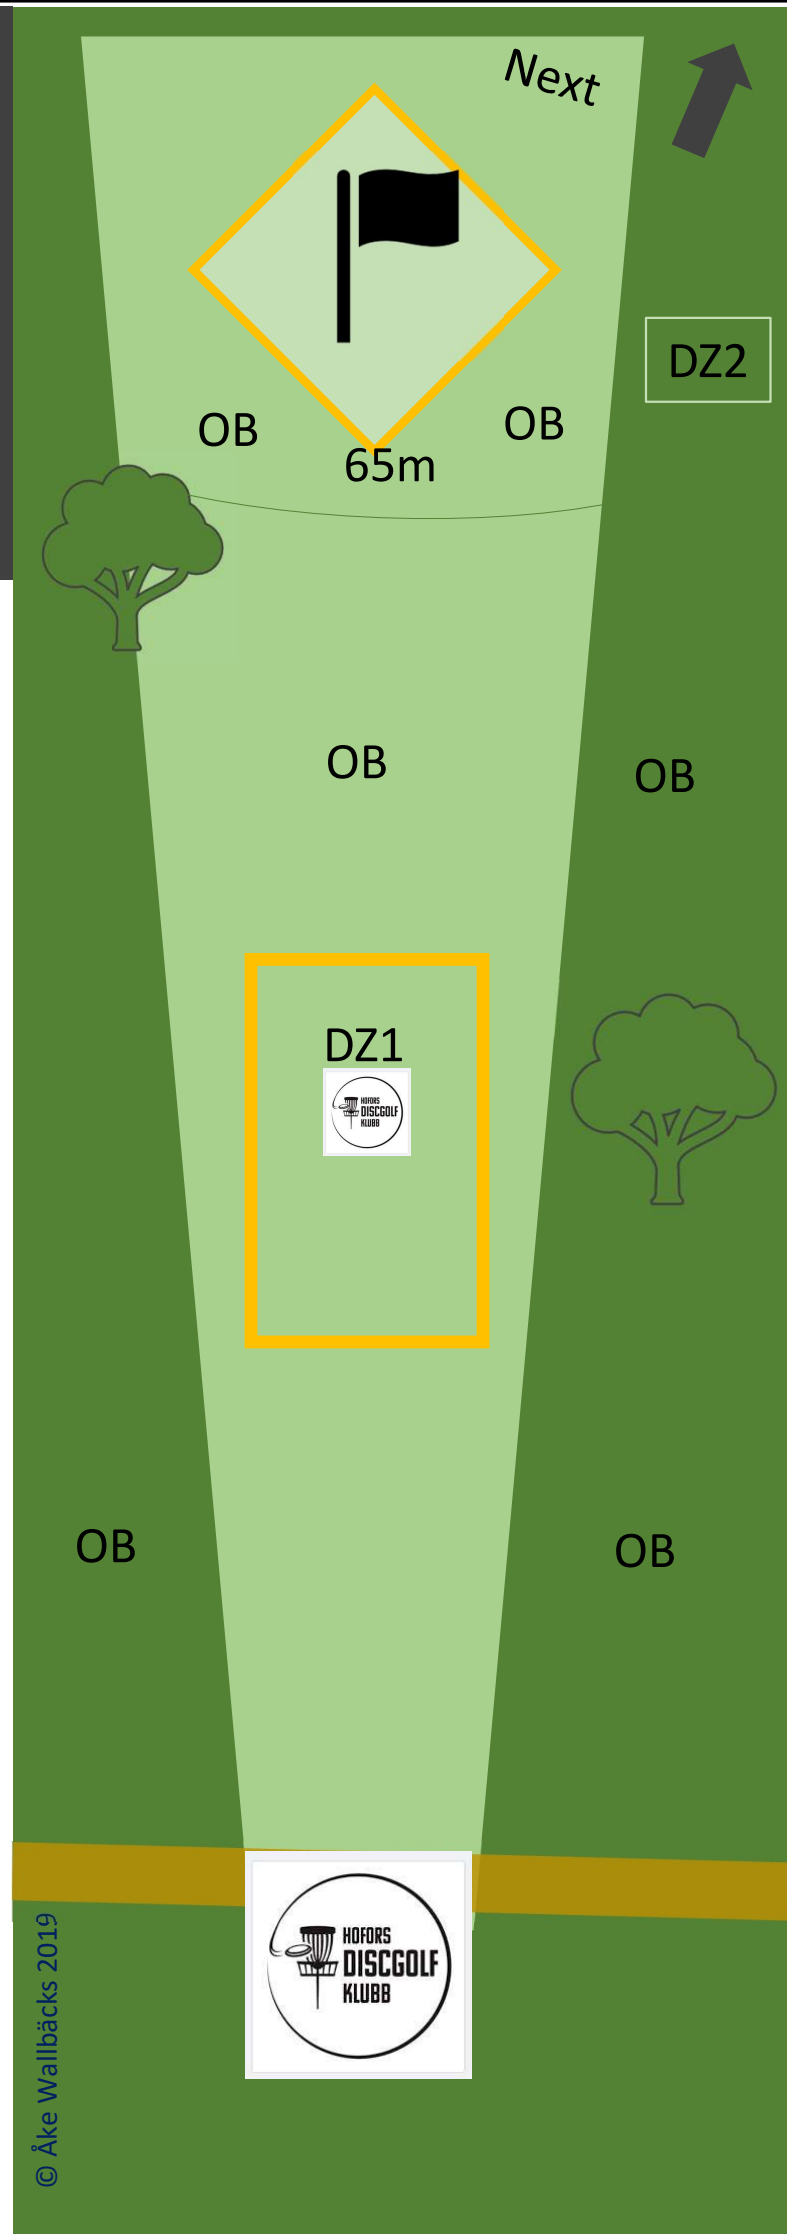 Next
DZ2
OB
OB
65m
OB
OB
DZ1
HOFORS
DISCGOLF
KLUBB
OB
OB
HOFORS
DISCGOLF
KLUBB
© Åke Wallbäcks 2019